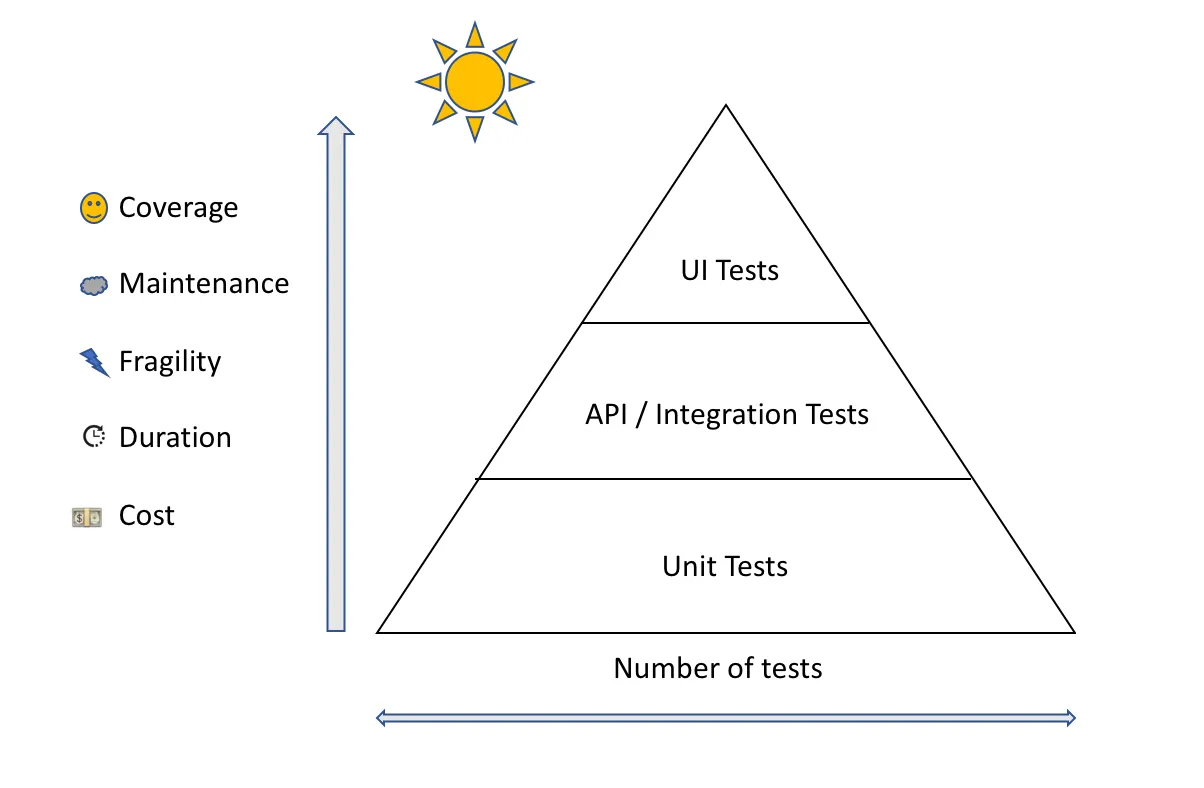 Coverage
Maintenance
Fragility
Duration
Cost
UI Tests
API / Integration Tests
Unit Tests
Number of tests